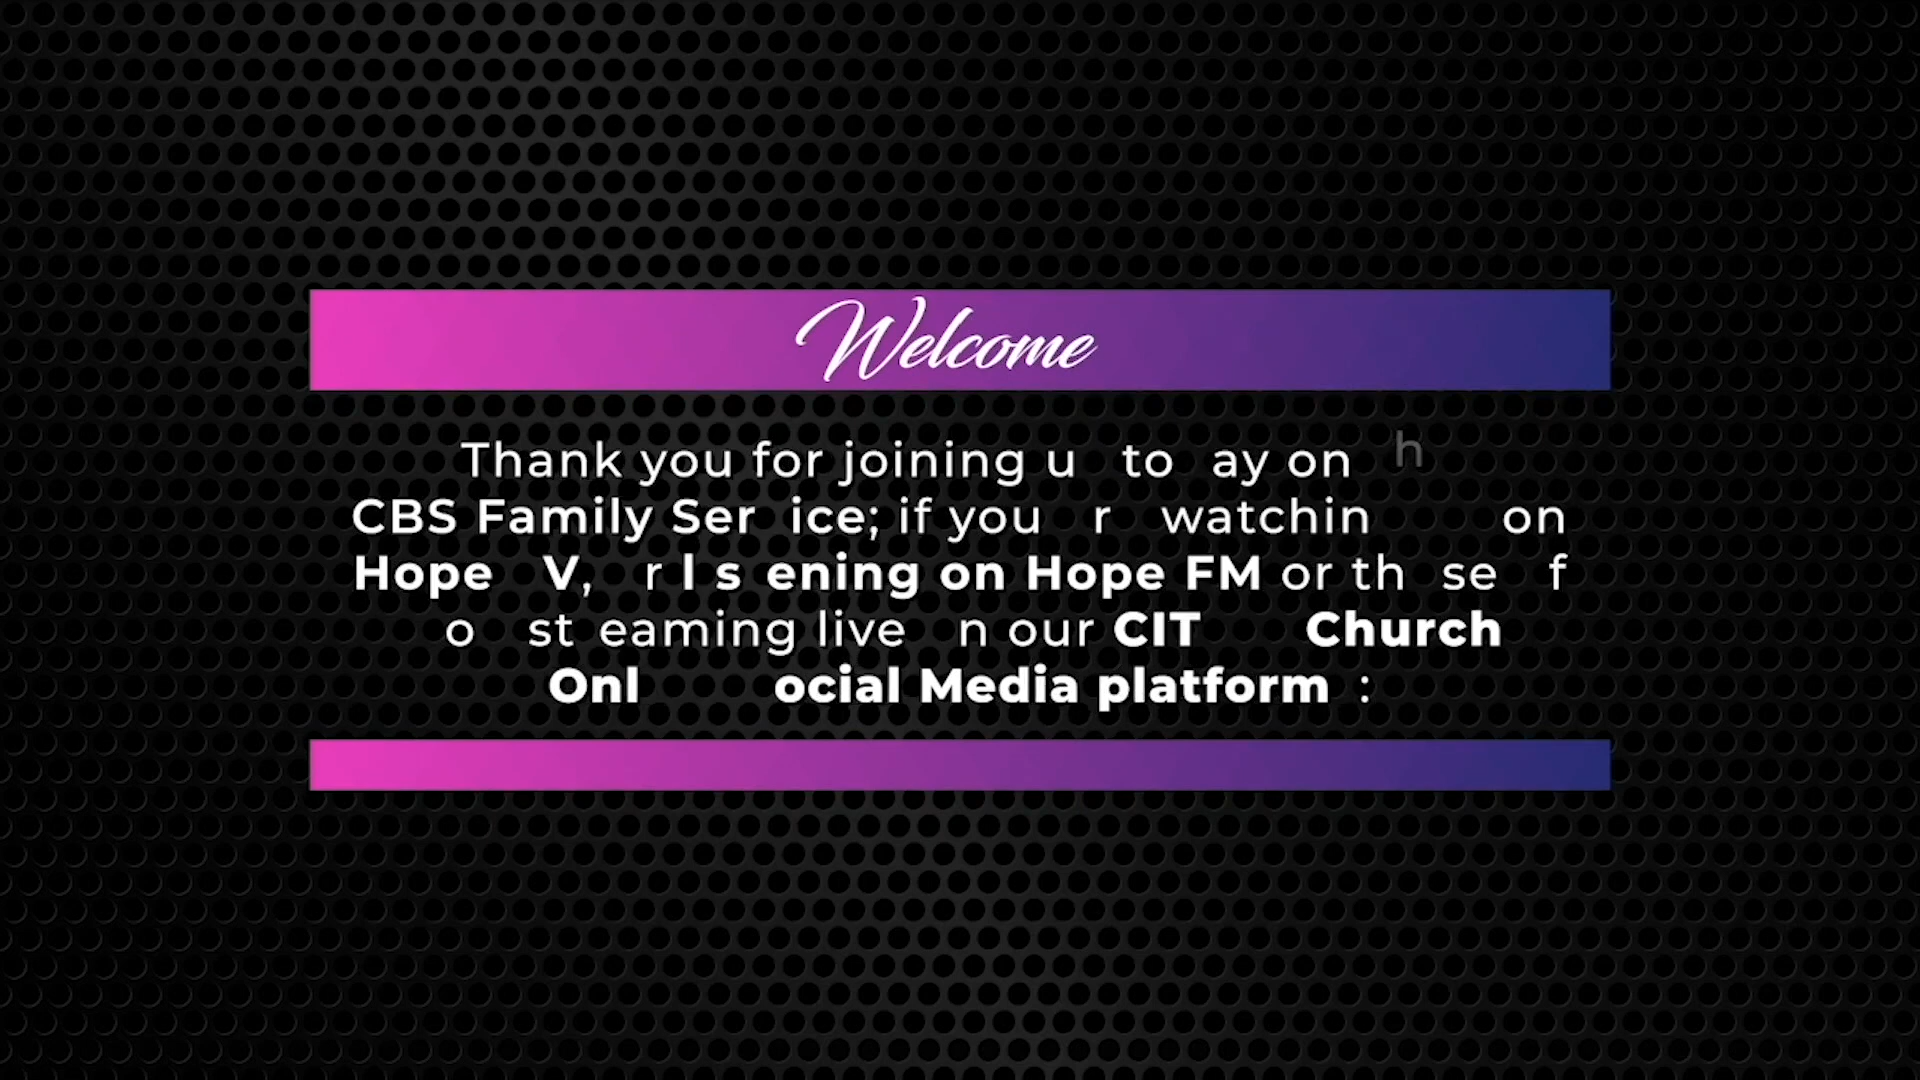 Welcome
Thank you for joining u to ay on h
CBS Family Ser ice; if you r watchin on
Hope V, r l s ening on Hope FM or th se f
o st eaming live n our CIT Church
Onl ocial Media platform :